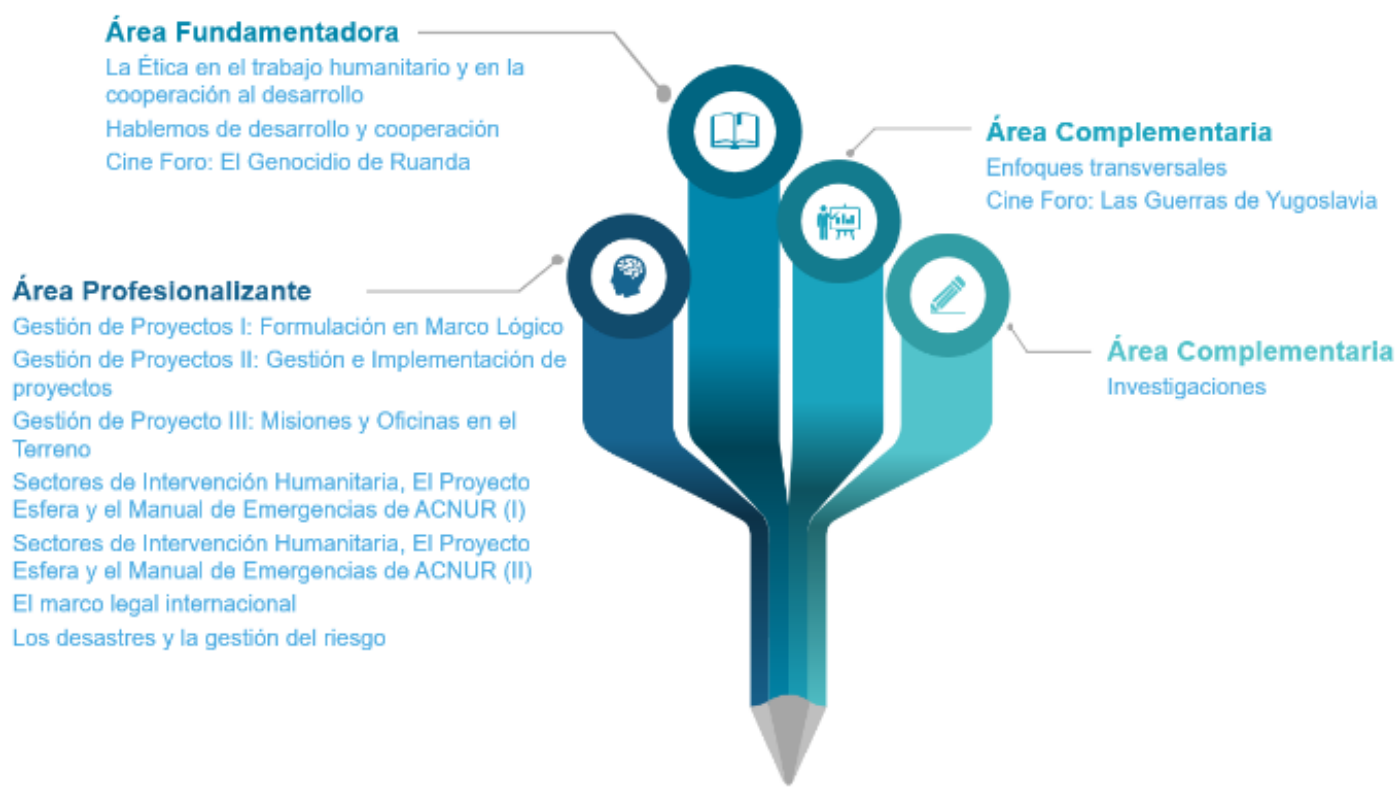 Área Fundamentadora
La Ética en el trabajo humanitario y en la
cooperación al desarrollo
Hablemos de desarrollo y cooperación
Cine Foro: El Genocidio de Ruanda
Área Complementaria
Enfoques transversales
Cine Foro: Las Guerras de Yugoslavia
Área Profesionalizante
Gestión de Proyectos I: Formulación en Marco Lógico
Gestión de Proyectos II: Gestión e Implementación de
proyectos
Gestión de Proyecto III: Misiones y Oficinas en el
Terreno
Sectores de Intervención Humanitaria, El Proyecto
Esfera y el Manual de Emergencias de ACNUR (I)
Sectores de Intervención Humanitaria, El Proyecto
Esfera y el Manual de Emergencias de ACNUR (II)
El marco legal internacional
Los desastres y la gestión del riesgo
Área Complementaria
Investigaciones